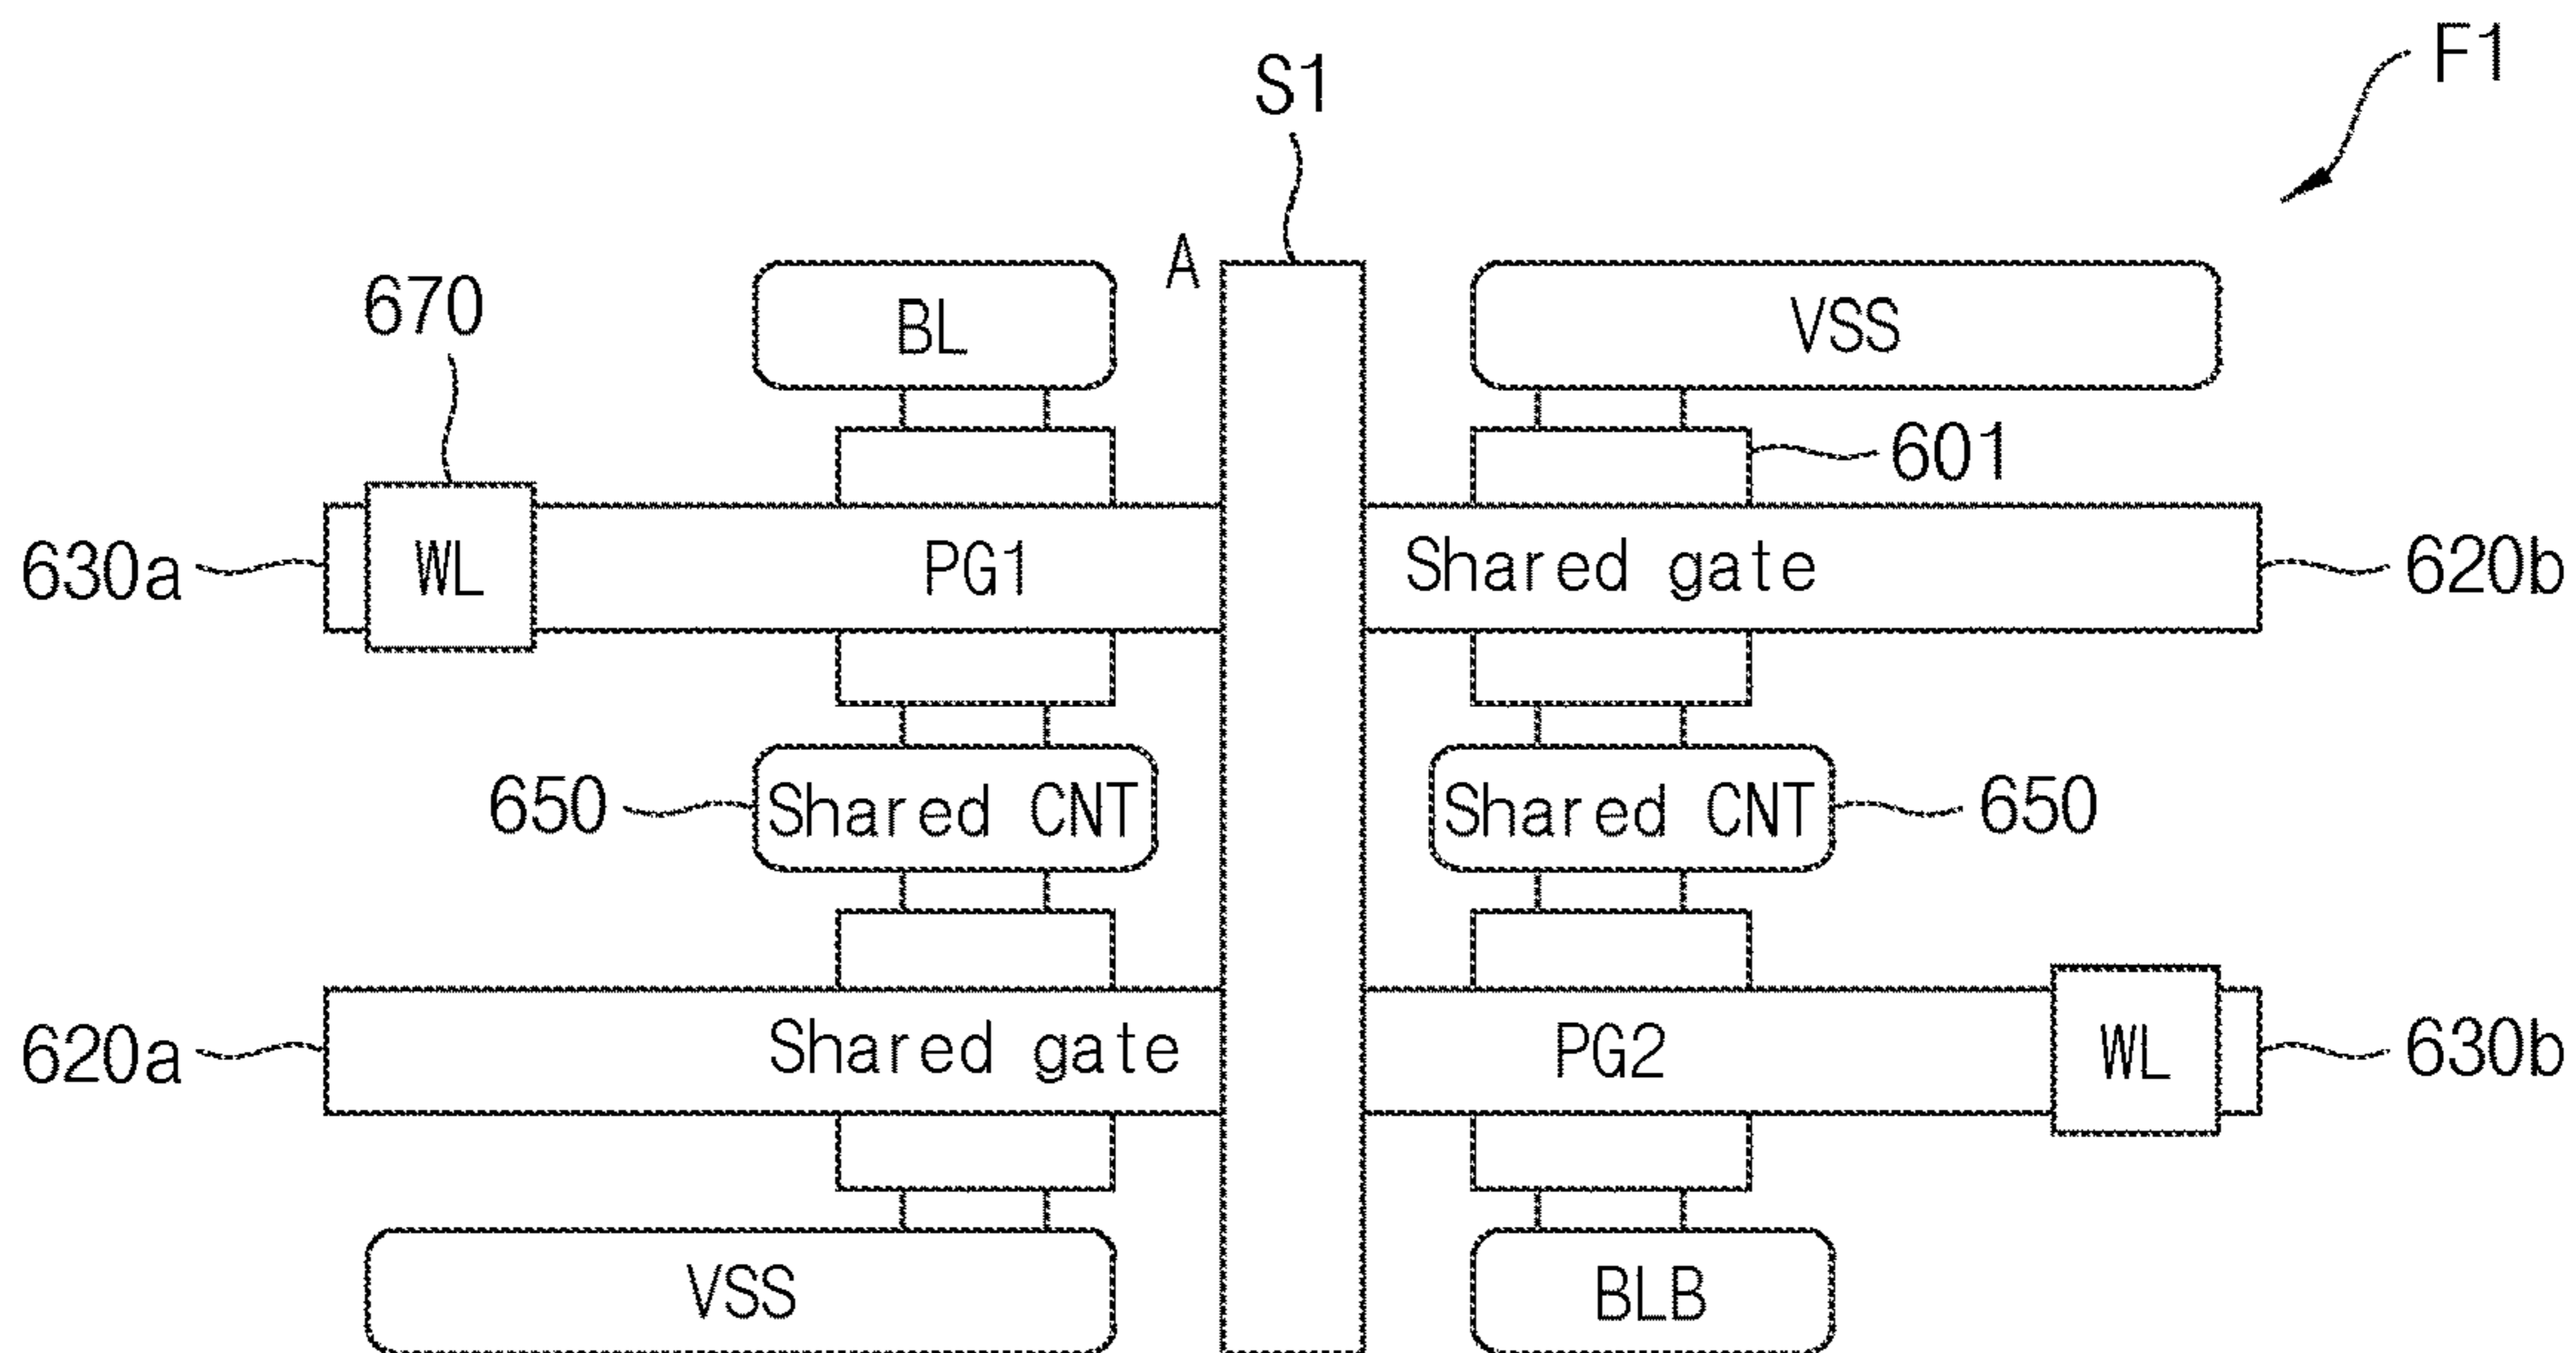 F1
S1
A
670
BL
VSS
601
630a
WL
PG1
Shared gate
620b
650
Shared CNT
Shared CNT
650
620a
Shared gate
PG2
WL
630b
VSS
BLB